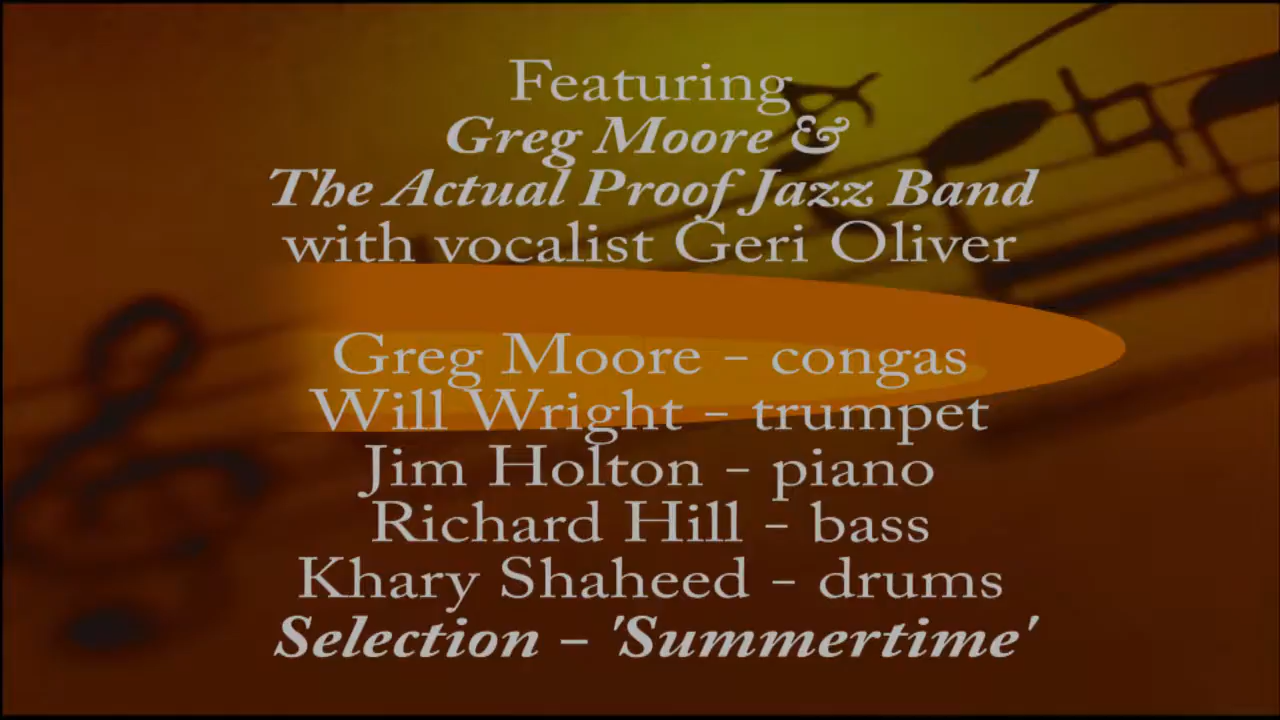 Featuring
Greg Moore &
The Actual Proof Jazz Band
with vocalist Geri Oliver
Greg Moore - congas
Will Wright - trumpet
Jim Holton - piano
Richard Hill - bass
Khary Shaheed - drums
Selection - 'Summertime'